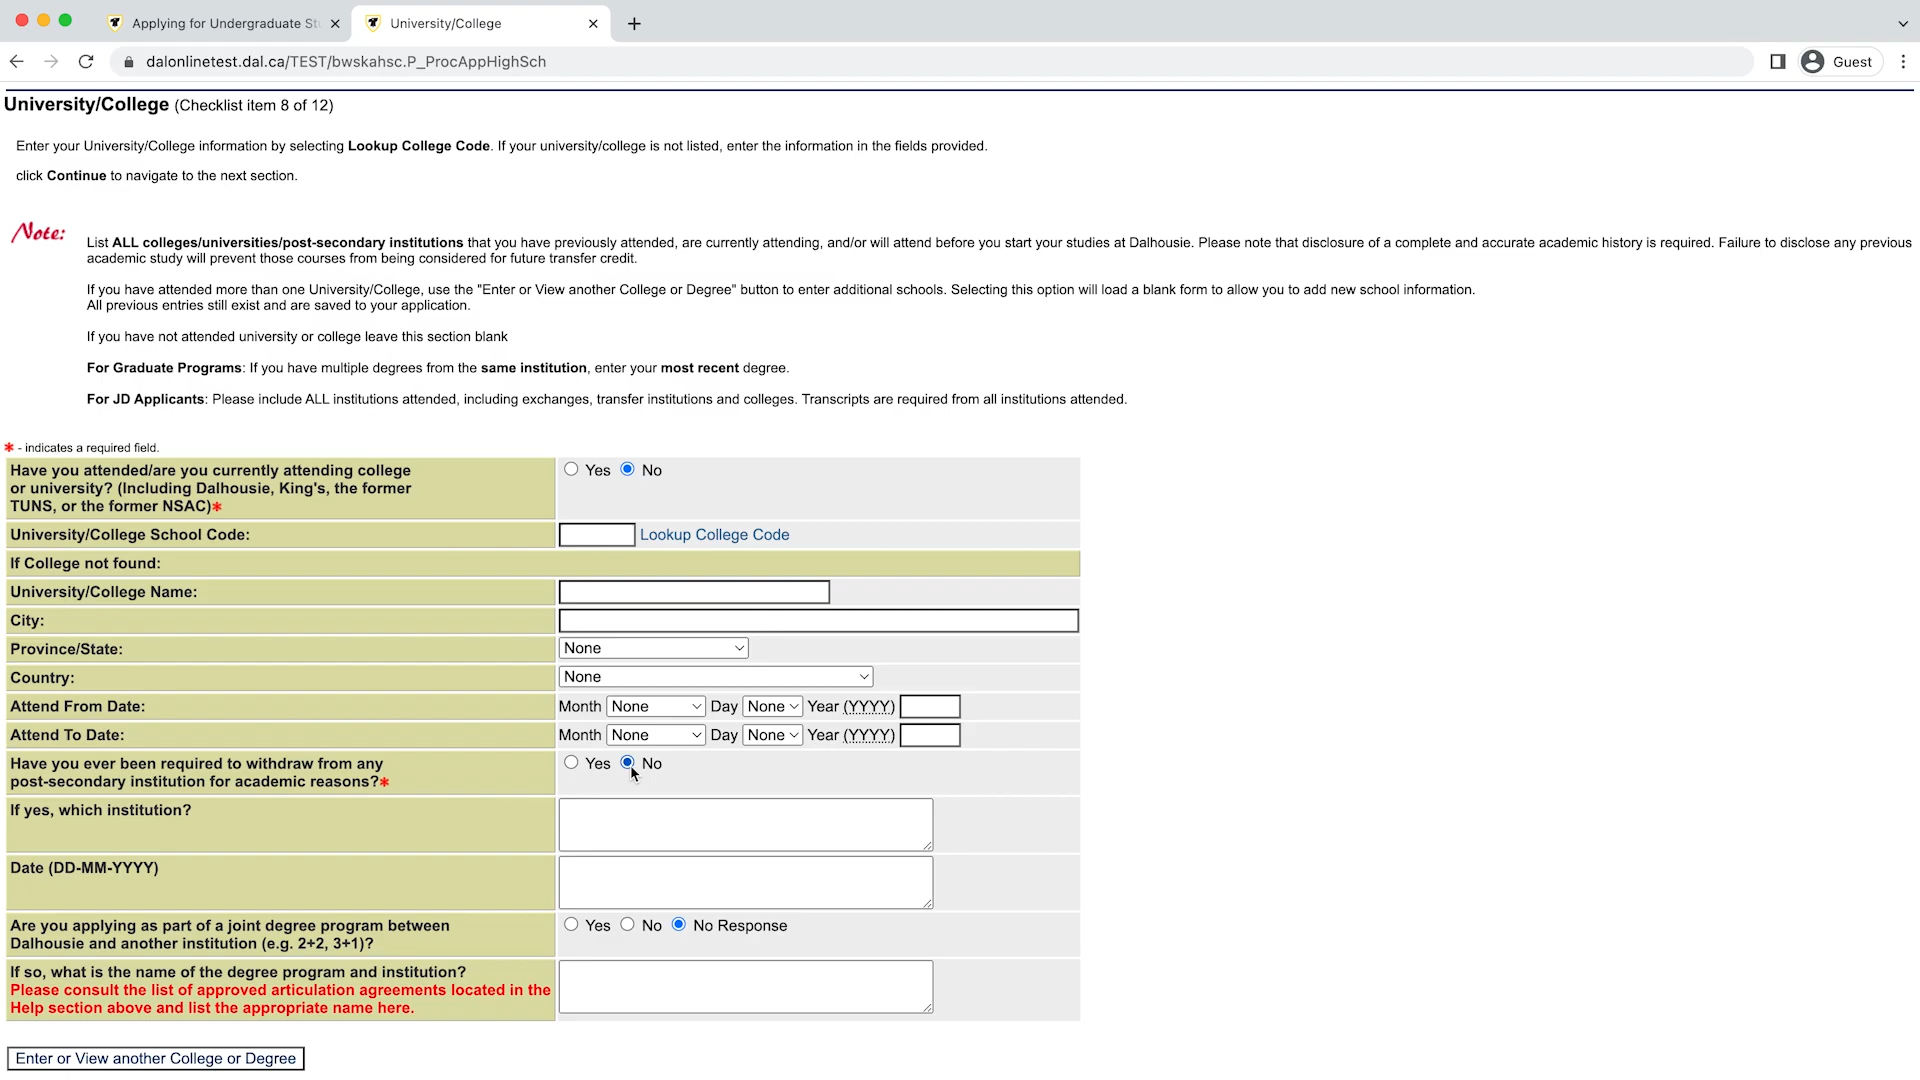 Applying for Undergraduate St
University/College
dalonlinetest.dal.ca/TEST/bwskahsc.P_ProcAppHighSch
Guest
University/College (Checklist item 8 of 12)
Enter your University/College information by selecting Lookup College Code. If your university/college is not listed, enter the information in the fields provided.
click Continue to navigate to the next section.
Note:
List ALL colleges/universities/post-secondary institutions that you have previously attended, are currently attending, and/or will attend before you start your studies at Dalhousie. Please note that disclosure of a complete and accurate academic history is required. Failure to disclose any previous
academic study will prevent those courses from being considered for future transfer credit.
If you have attended more than one University/College, use the "Enter or View another College or Degree" button to enter additional schools. Selecting this option will load a blank form to allow you to add new school information.
All previous entries still exist and are saved to your application.
If you have not attended university or college leave this section blank
For Graduate Programs: If you have multiple degrees from the same institution, enter your most recent degree.
For JD Applicants: Please include ALL institutions attended, including exchanges, transfer institutions and colleges. Transcripts are required from all institutions attended.
* - indicates a required field.
Have you attended/are you currently attending college
or university? (Including Dalhousie, King's, the former
TUNS, or the former NSAC)*
Yes No
University/College School Code:
Lookup College Code
If College not found:
University/College Name:
City:
Province/State:
None
Country:
None
Attend From Date:
Month None Day None Year (YYYY)
Attend To Date:
Month None Day None Year (YYYY)
Have you ever been required to withdraw from any
post-secondary institution for academic reasons?*
Yes No
If yes, which institution?
Date (DD-MM-YYYY)
Are you applying as part of a joint degree program between
Dalhousie and another institution (e.g. 2+2, 3+1)?
Yes No No Response
If so, what is the name of the degree program and institution?
Please consult the list of approved articulation agreements located in the
Help section above and list the appropriate name here.
Enter or View another College or Degree